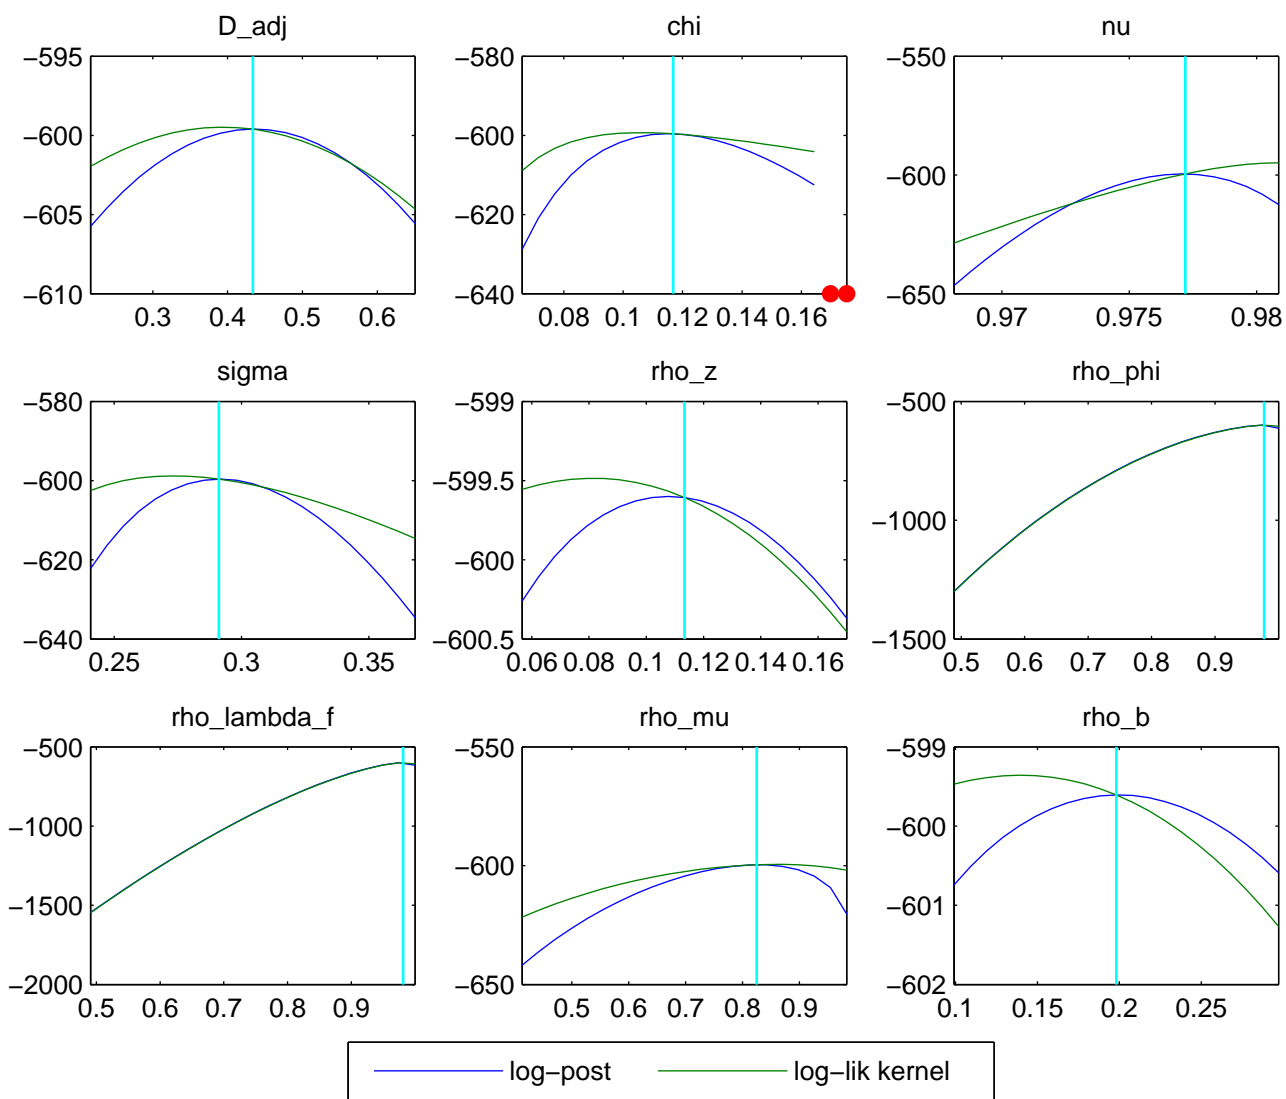 D_adj chi nu
−595 −580 −550
−600 −600 −600
−605 −620
−610 −640 −650
0.3 0.4 0.5 0.6 0.08 0.1 0.12 0.14 0.16 0.97 0.975 0.98
sigma rho_z rho_phi
−580 −599 −500
−600 −599.5 −1000
−620 −600
−640 −600.5 −1500
0.25 0.3 0.35 0.06 0.08 0.1 0.12 0.14 0.16 0.5 0.6 0.7 0.8 0.9
rho_lambda_f rho_mu rho_b
−500 −550 −599
−1000 −600 −600
−1500 −601
−2000 −650 −602
0.5 0.6 0.7 0.8 0.9 0.5 0.6 0.7 0.8 0.9 0.1 0.15 0.2 0.25
log−post log−lik kernel